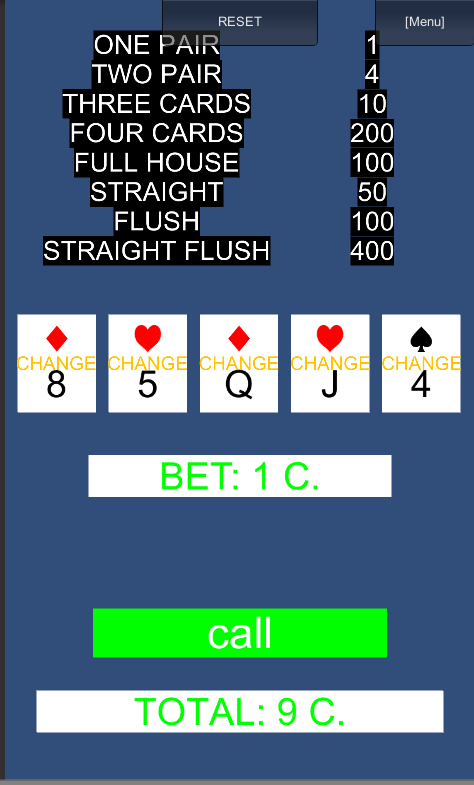 RESET [Menu]
ONE PAIR 1
TWO PAIR 4
THREE CARDS 10
FOUR CARDS 200
FULL HOUSE 100
STRAIGHT 50
FLUSH 100
STRAIGHT FLUSH 400
CHANGE CHANGE CHANGE CHANGE CHANGE
8 5 Q J 4
BET: 1 C.
call
TOTAL: 9 C.